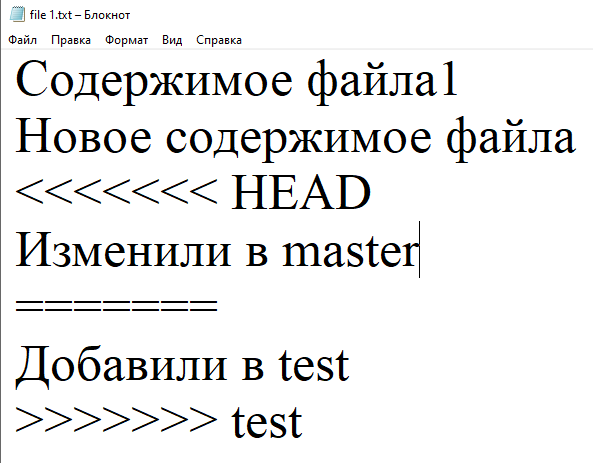 file 1.txt – Блокнот
Файл Правка Формат Вид Справка
Содержимое файла1
Новое содержимое файла
<<<<<<< HEAD
Изменили в master
=======
Добавили в test
>>>>>>> test